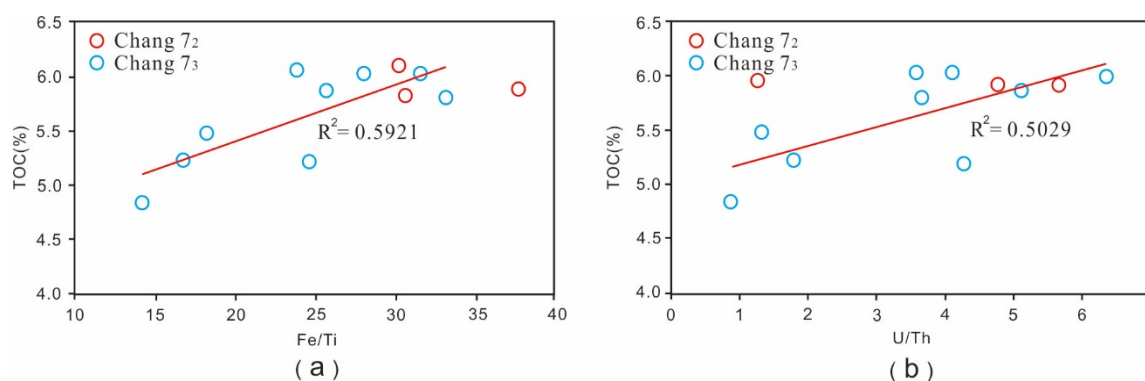 6.5
6.0
5.5
5.0
4.5
4.0
TOC(%)
Chang 7₂
Chang 7₃
R²= 0.5921
10 15 20 25 30 35 40
Fe/Ti
( a )
6.5
6.0
5.5
5.0
4.5
4.0
TOC(%)
Chang 7₂
Chang 7₃
R²= 0.5029
0 1 2 3 4 5 6
U/Th
( b )